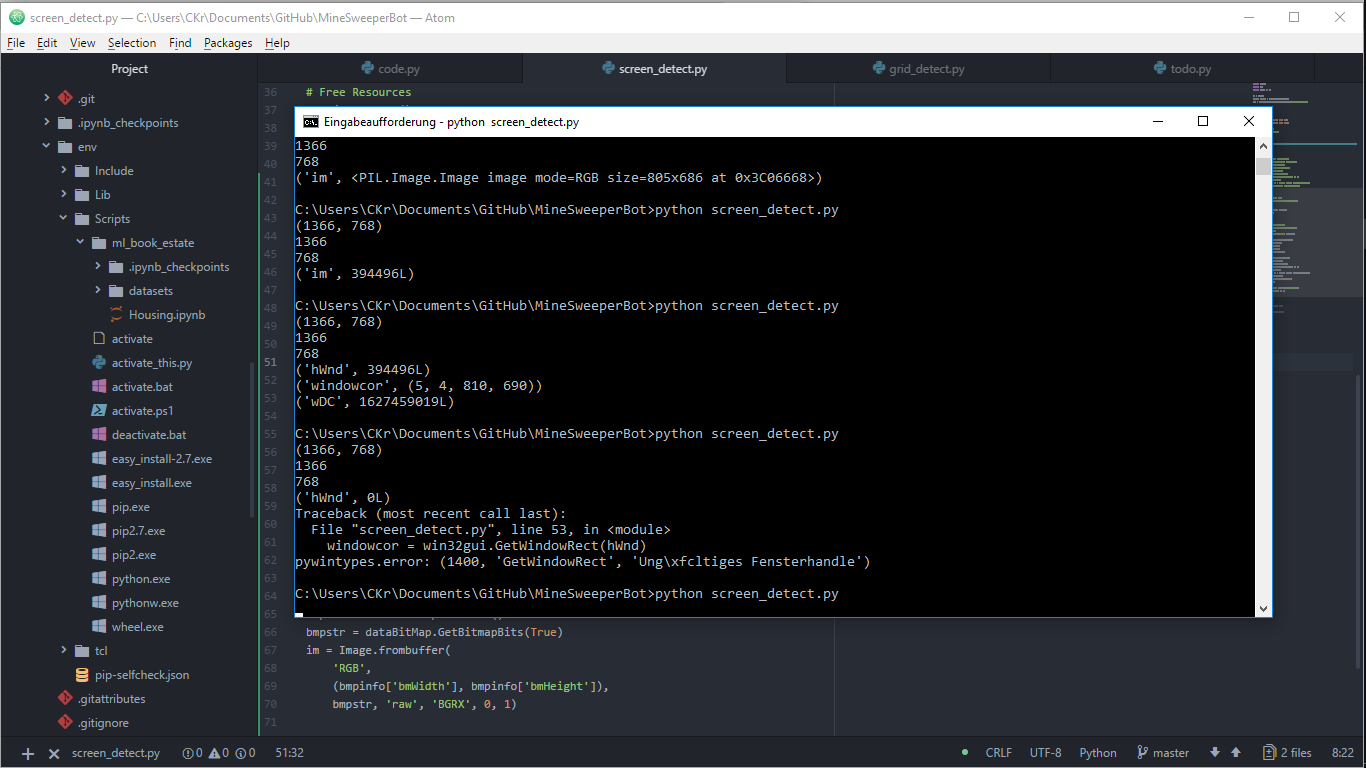 screen_detect.py — C:\Users\CKr\Documents\GitHub\MineSweeperBot — Atom
File Edit View Selection Find Packages Help
Project
code.py
screen_detect.py
grid_detect.py
todo.py
.git
.ipynb_checkpoints
env
Include
Lib
Scripts
ml_book_estate
.ipynb_checkpoints
datasets
Housing.ipynb
activate
activate_this.py
activate.bat
activate.ps1
deactivate.bat
easy_install-2.7.exe
easy_install.exe
pip.exe
pip2.7.exe
pip2.exe
python.exe
pythonw.exe
wheel.exe
tcl
pip-selfcheck.json
.gitattributes
.gitignore
36 # Free Resources
37
38
39
40
41
42
43
44
45
46
47
48
49
50
51
52
53
54
55
56
57
58
59
60
61
62
63
64
65
Eingabeaufforderung - python screen_detect.py
1366
768
('im', <PIL.Image.Image image mode=RGB size=805x686 at 0x3C06668>)
C:\Users\CKr\Documents\GitHub\MineSweeperBot>python screen_detect.py
(1366, 768)
1366
768
('im', 394496L)
C:\Users\CKr\Documents\GitHub\MineSweeperBot>python screen_detect.py
(1366, 768)
1366
768
('hWnd', 394496L)
('windowcor', (5, 4, 810, 690))
('wDC', 1627459019L)
C:\Users\CKr\Documents\GitHub\MineSweeperBot>python screen_detect.py
(1366, 768)
1366
768
('hWnd', 0L)
Traceback (most recent call last):
File "screen_detect.py", line 53, in <module>
windowcor = win32gui.GetWindowRect(hWnd)
pywintypes.error: (1400, 'GetWindowRect', 'Ung\xfcltiges Fensterhandle')
C:\Users\CKr\Documents\GitHub\MineSweeperBot>python screen_detect.py
66 bmpstr = dataBitMap.GetBitmapBits(True)
67 im = Image.frombuffer(
68 'RGB',
69 (bmpinfo['bmWidth'], bmpinfo['bmHeight']),
70 bmpstr, 'raw', 'BGRX', 0, 1)
71
screen_detect.py 0 0 0 51:32 CRLF UTF-8 Python master 2 files 8:22